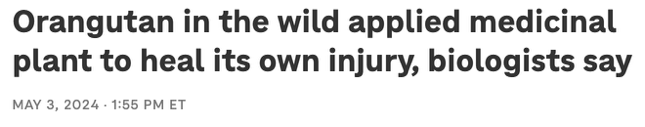 Orangutan in the wild applied medicinal
plant to heal its own injury, biologists say
MAY 3, 2024 · 1:55 PM ET